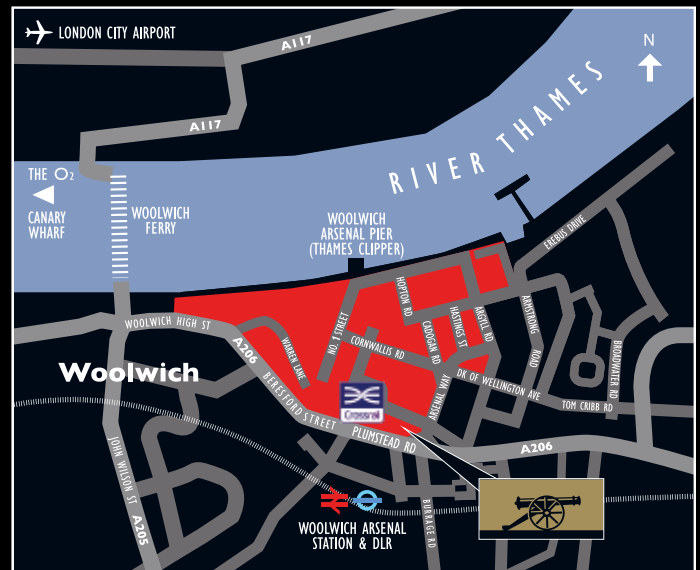 LONDON CITY AIRPORT
A117
N
A117
RIVER THAMES
THE O2
CANARY
WHARF
WOOLWICH
FERRY
WOOLWICH
ARSENAL PIER
(THAMES CLIPPER)
EREBUS DRIVE
HOPTON RD
CADOGAN RD
HASTINGS ST
ARGYLL RD
ARMSTRONG
ROAD
BROADWATER RD
WOOLWICH HIGH ST
A206
WARREN LANE
NO. 1 STREET
CORNWALLIS RD
ARSENAL WAY
DK OF WELLINGTON AVE
TOM CRIBB RD
Woolwich
BERESFORD STREET
Crossrail
PLUMSTEAD RD
A206
JOHN WILSON ST
A205
BURRAGE RD
WOOLWICH ARSENAL
STATION & DLR